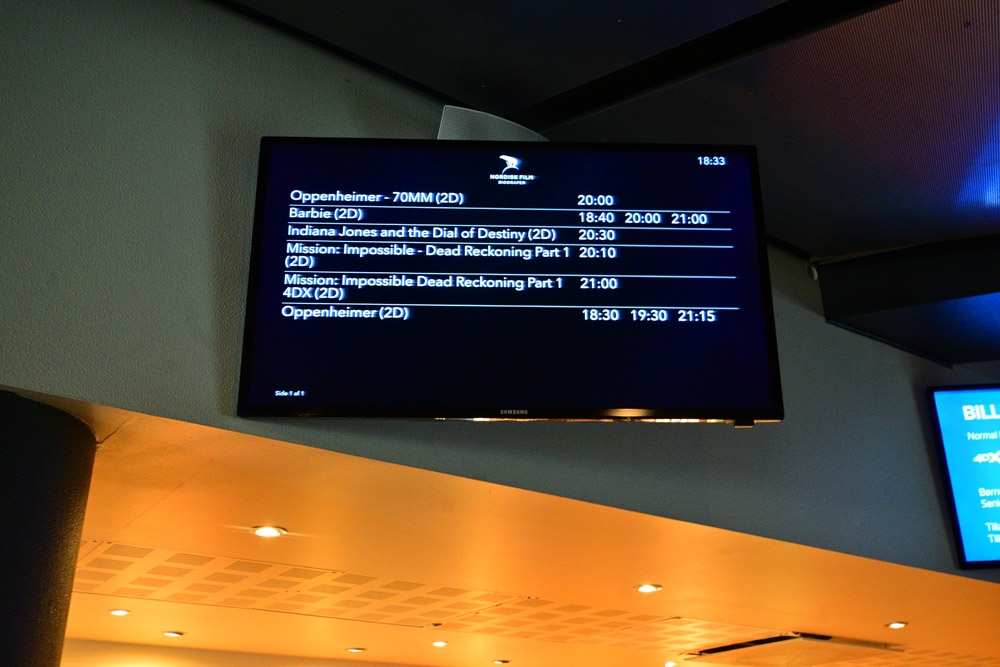 NORDISK FILM
BIOGRAFER
18:33
Oppenheimer - 70MM (2D) 20:00
Barbie (2D) 18:40 20:00 21:00
Indiana Jones and the Dial of Destiny (2D) 20:30
Mission: Impossible - Dead Reckoning Part 1 20:10
(2D)
Mission: Impossible Dead Reckoning Part 1 21:00
4DX (2D)
Oppenheimer (2D) 18:30 19:30 21:15
Side 1 of 1
SAMSUNG
BILL
Normal
4DX